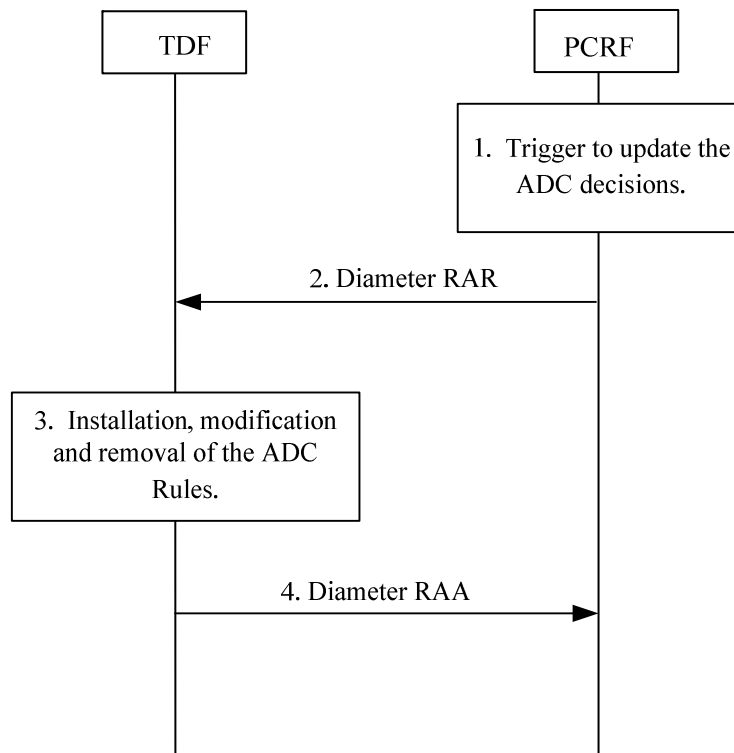 TDF
PCRF
1. Trigger to update the
ADC decisions.
2. Diameter RAR
3. Installation, modification
and removal of the ADC
Rules.
4. Diameter RAA